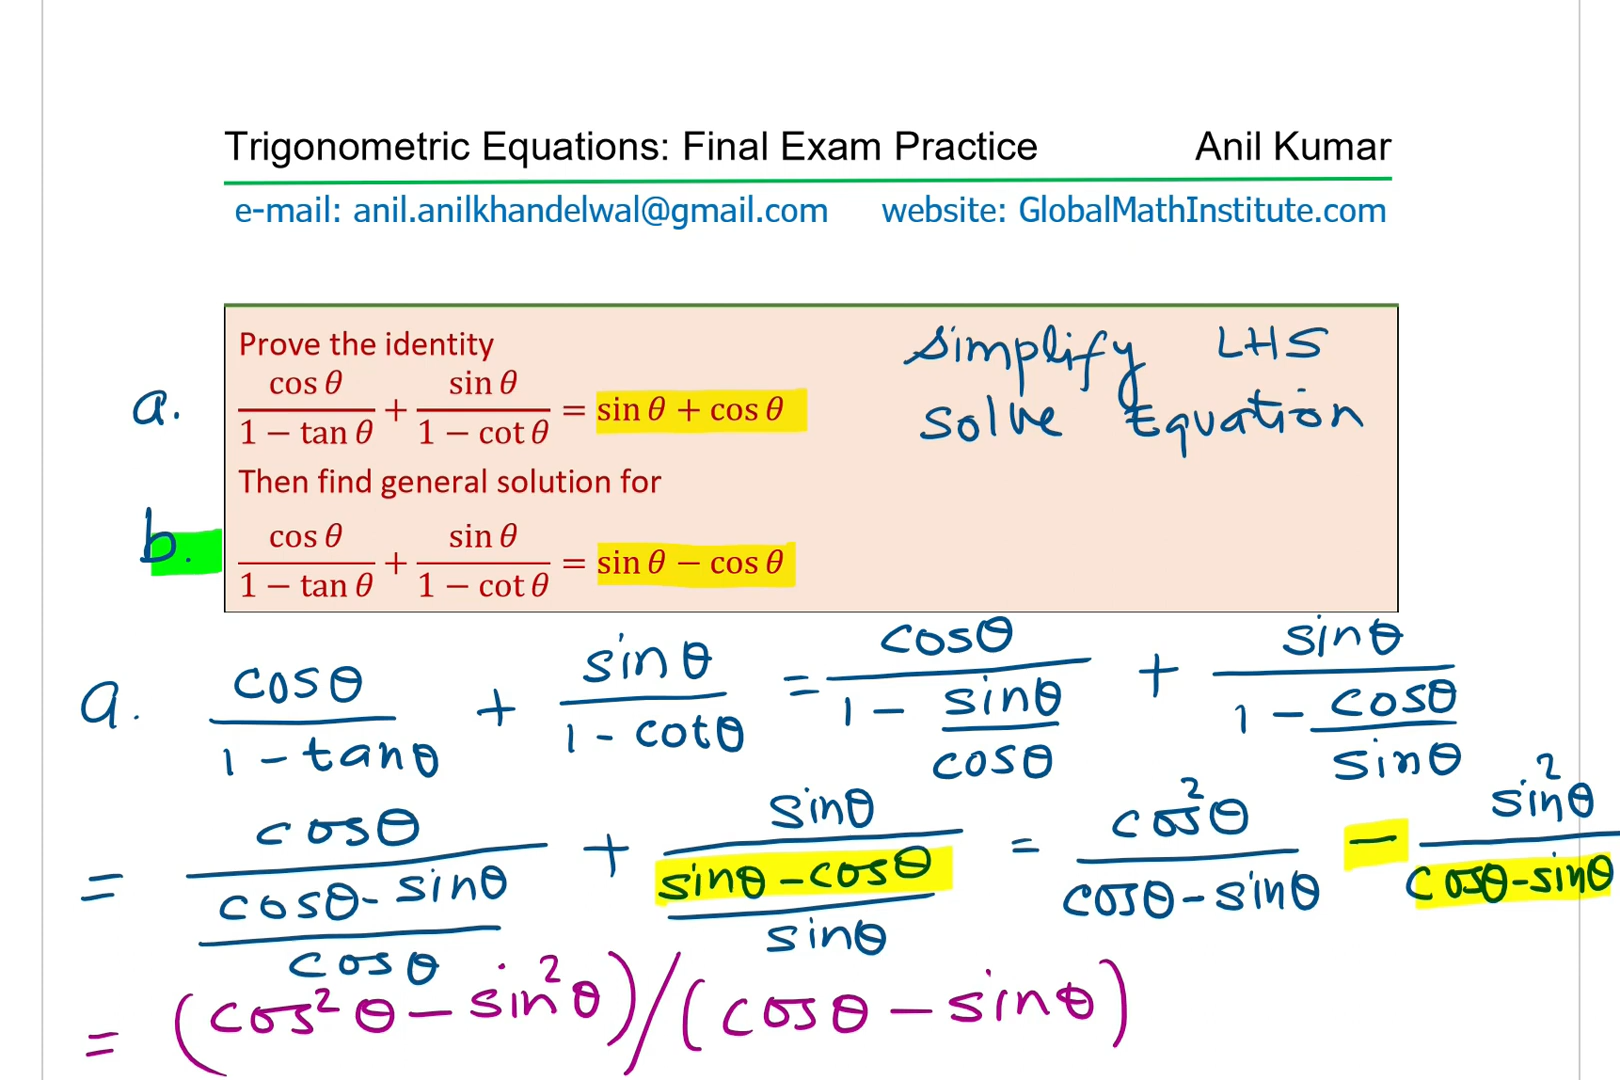 Trigonometric Equations: Final Exam Practice Anil Kumar
e-mail: anil.anilkhandelwal@gmail.com website: GlobalMathInstitute.com
Prove the identity
a. cos θ / (1 − tan θ) + sin θ / (1 − cot θ) = sin θ + cos θ
Simplify LHS
Solve Equation
Then find general solution for
b. cos θ / (1 − tan θ) + sin θ / (1 − cot θ) = sin θ − cos θ
a. cosθ / (1 - tanθ) + sinθ / (1 - cotθ) = cosθ / (1 - sinθ/cosθ) + sinθ / (1 - cosθ/sinθ)
= cosθ / ((cosθ - sinθ)/cosθ) + sinθ / ((sinθ - cosθ)/sinθ) = cos²θ / (cosθ - sinθ) - sin²θ / (cosθ - sinθ)
= (cos²θ - sin²θ)/(cosθ - sinθ)